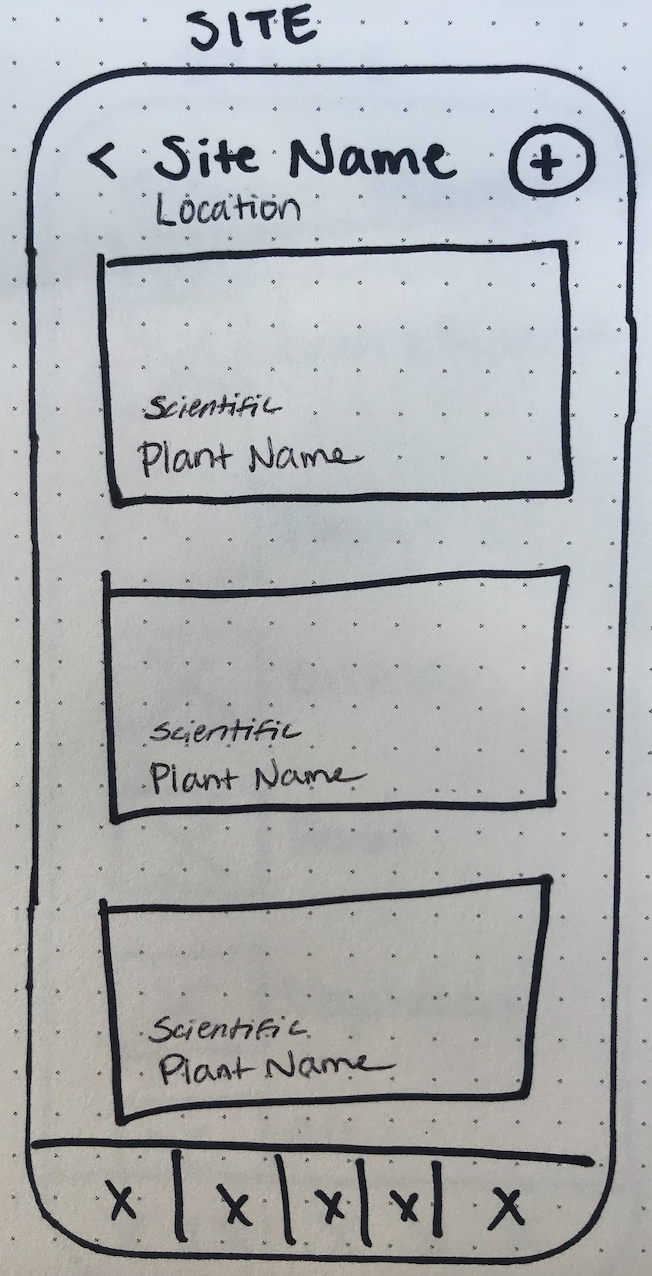 SITE
< Site Name +
Location
Scientific
Plant Name
Scientific
Plant Name
Scientific
Plant Name
X X X X X